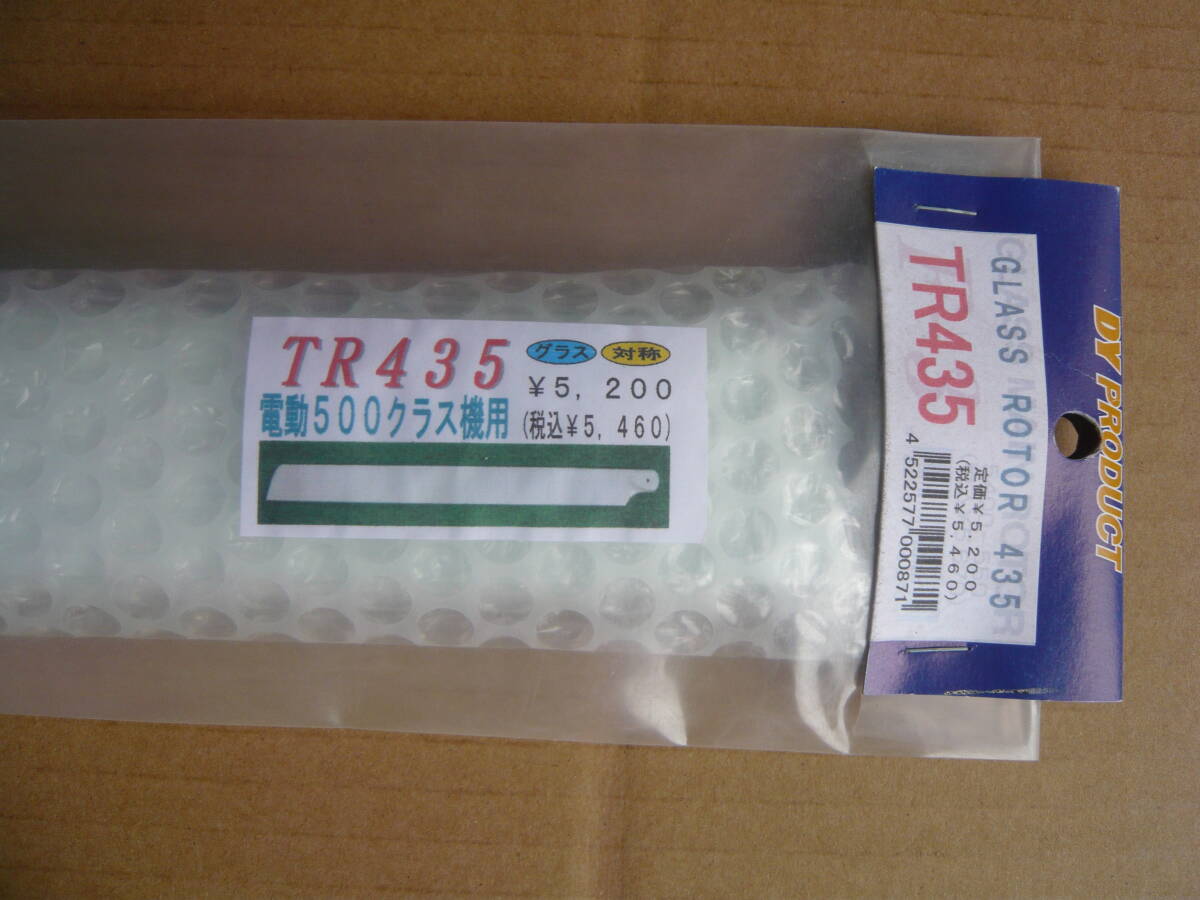 TR435
グラス 対称
¥5,200
電動500クラス機用
(税込¥5,460)
DY PRODUCT
GLASS ROTOR 435
TR435
定価¥5,200
(税込¥5,460)
4 522577 000871